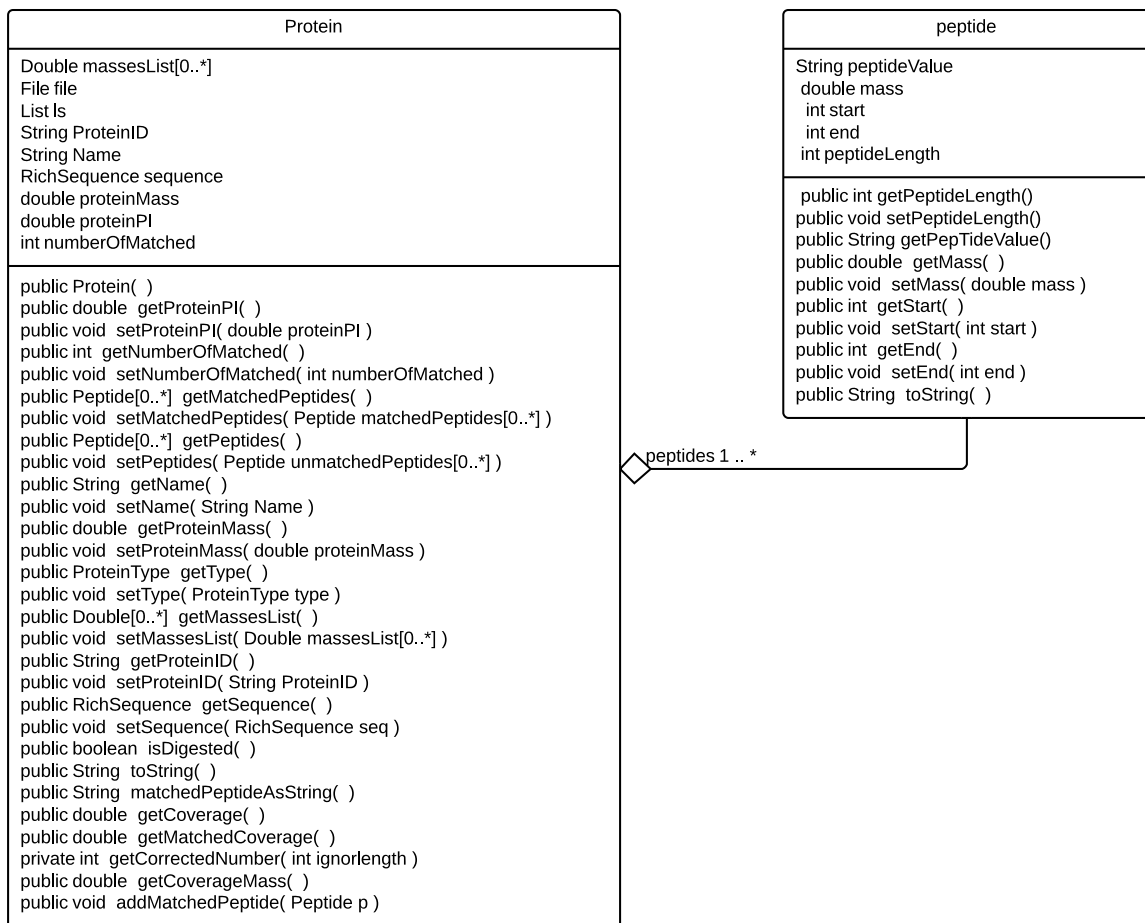 Protein
Double massesList[0..*]
File file
List ls
String ProteinID
String Name
RichSequence sequence
double proteinMass
double proteinPI
int numberOfMatched
public Protein( )
public double getProteinPI( )
public void setProteinPI( double proteinPI )
public int getNumberOfMatched( )
public void setNumberOfMatched( int numberOfMatched )
public Peptide[0..*] getMatchedPeptides( )
public void setMatchedPeptides( Peptide matchedPeptides[0..*] )
public Peptide[0..*] getPeptides( )
public void setPeptides( Peptide unmatchedPeptides[0..*] )
public String getName( )
public void setName( String Name )
public double getProteinMass( )
public void setProteinMass( double proteinMass )
public ProteinType getType( )
public void setType( ProteinType type )
public Double[0..*] getMassesList( )
public void setMassesList( Double massesList[0..*] )
public String getProteinID( )
public void setProteinID( String ProteinID )
public RichSequence getSequence( )
public void setSequence( RichSequence seq )
public boolean isDigested( )
public String toString( )
public String matchedPeptideAsString( )
public double getCoverage( )
public double getMatchedCoverage( )
private int getCorrectedNumber( int ignorlength )
public double getCoverageMass( )
public void addMatchedPeptide( Peptide p )
peptides 1 .. *
peptide
String peptideValue
double mass
int start
int end
int peptideLength
public int getPeptideLength()
public void setPeptideLength()
public String getPepTideValue()
public double getMass( )
public void setMass( double mass )
public int getStart( )
public void setStart( int start )
public int getEnd( )
public void setEnd( int end )
public String toString( )